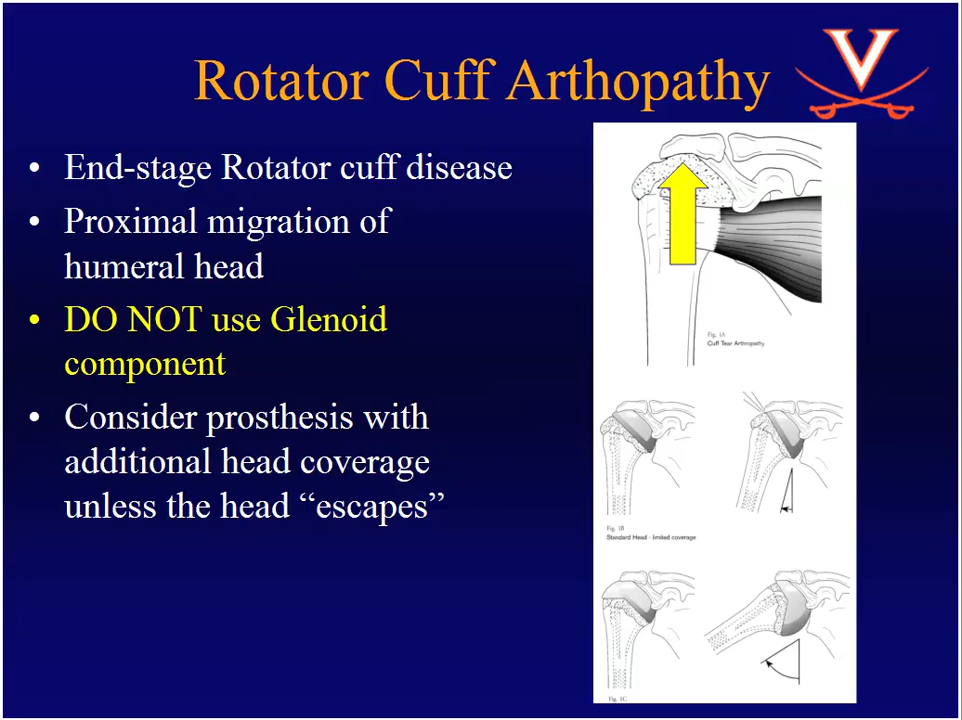 Rotator Cuff Arthopathy
• End-stage Rotator cuff disease
• Proximal migration of
humeral head
• DO NOT use Glenoid
component
• Consider prosthesis with
additional head coverage
unless the head “escapes”
Fig. 1A
Cuff Tear Arthropathy
Fig. 1B
Standard Head - limited coverage
Fig. 1C